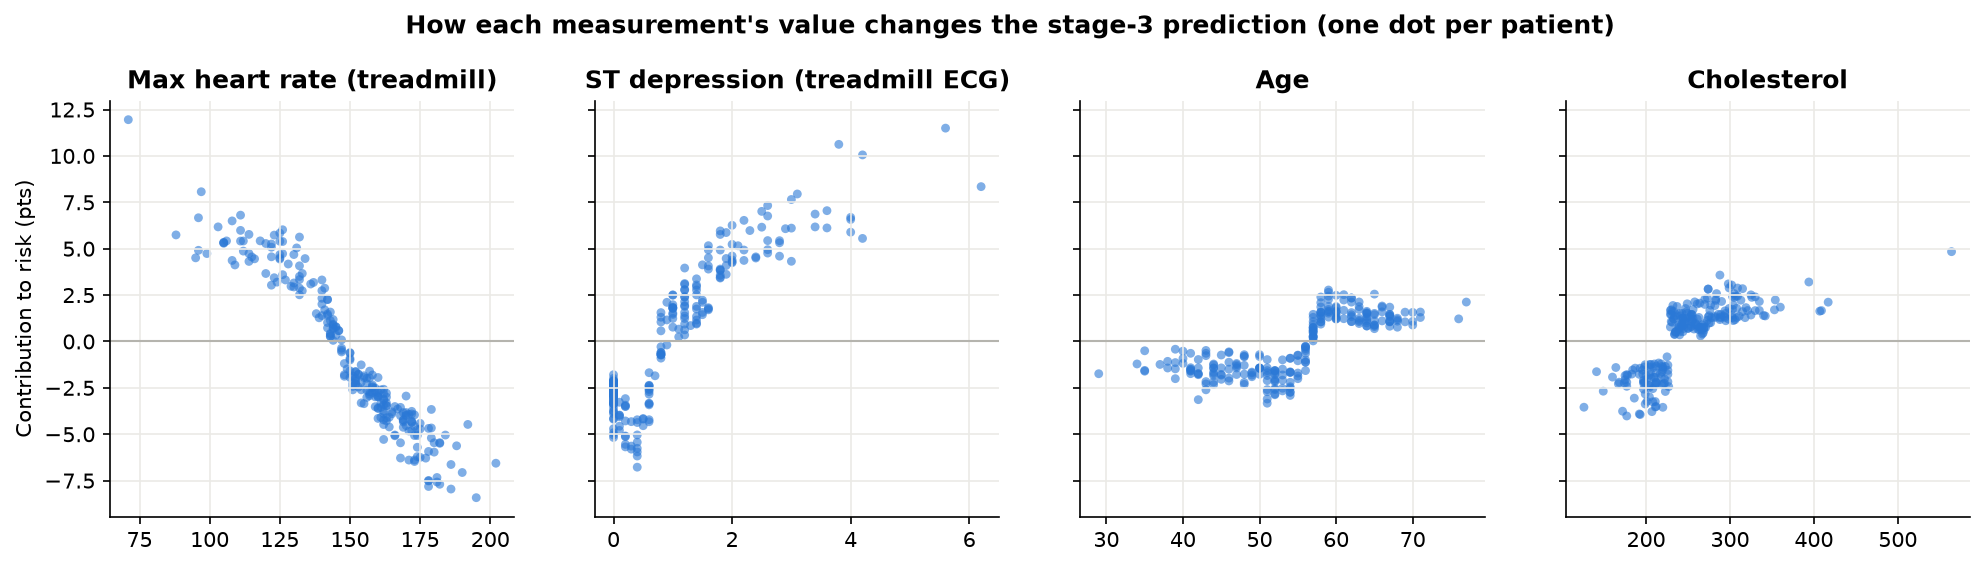 How each measurement's value changes the stage-3 prediction (one dot per patient)
Max heart rate (treadmill)
ST depression (treadmill ECG)
Age
Cholesterol
Contribution to risk (pts)
12.5
10.0
7.5
5.0
2.5
0.0
−2.5
−5.0
−7.5
75 100 125 150 175 200
0 2 4 6
30 40 50 60 70
200 300 400 500